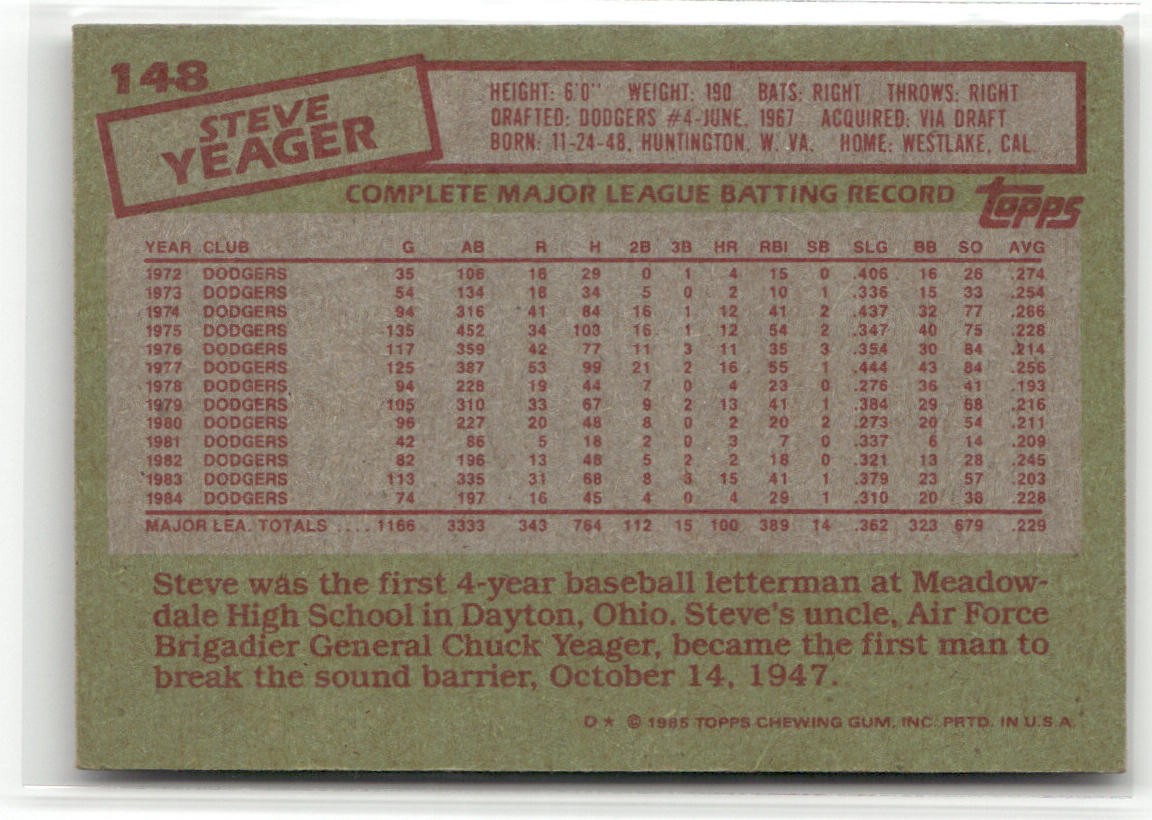 148
STEVE
YEAGER
HEIGHT: 6'0" WEIGHT: 190 BATS: RIGHT THROWS: RIGHT
DRAFTED: DODGERS #4-JUNE, 1967 ACQUIRED: VIA DRAFT
BORN: 11-24-48, HUNTINGTON, W. VA. HOME: WESTLAKE, CAL.
COMPLETE MAJOR LEAGUE BATTING RECORD
topps
YEAR CLUB G AB R H 2B 3B HR RBI SB SLG BB SO AVG
1972 DODGERS 35 106 18 29 0 1 4 15 0 .406 16 26 .274
1973 DODGERS 54 134 18 34 5 0 2 10 1 .336 15 33 .254
1974 DODGERS 94 316 41 84 16 1 12 41 2 .437 32 77 .266
1975 DODGERS 135 452 34 103 16 1 12 54 2 .347 40 75 .228
1976 DODGERS 117 359 42 77 11 3 11 35 3 .354 30 84 .214
1977 DODGERS 125 387 53 99 21 2 16 55 1 .444 43 84 .256
1978 DODGERS 94 228 19 44 7 0 4 23 0 .276 36 41 .193
1979 DODGERS 105 310 33 67 9 2 13 41 1 .384 29 68 .216
1980 DODGERS 96 227 20 48 8 0 2 20 2 .273 20 54 .211
1981 DODGERS 42 86 5 18 2 0 3 7 0 .337 6 14 .209
1982 DODGERS 82 196 13 48 5 2 2 18 0 .321 13 28 .245
1983 DODGERS 113 335 31 68 8 3 15 41 1 .379 23 57 .203
1984 DODGERS 74 197 16 45 4 0 4 29 1 .310 20 38 .228
MAJOR LEA. TOTALS .... 1166 3333 343 764 112 15 100 389 14 .362 323 679 .229
Steve was the first 4-year baseball letterman at Meadow-
dale High School in Dayton, Ohio. Steve's uncle, Air Force
Brigadier General Chuck Yeager, became the first man to
break the sound barrier, October 14, 1947.
D★ © 1985 TOPPS CHEWING GUM, INC. PRTD. IN U.S.A.